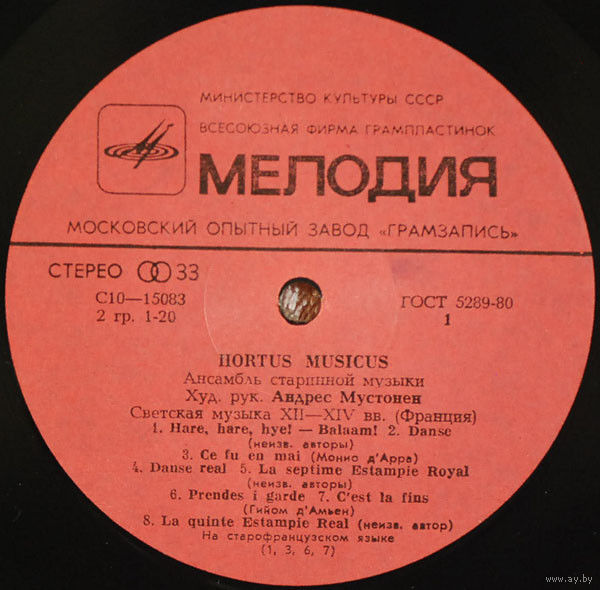 МИНИСТЕРСТВО КУЛЬТУРЫ СССР
ВСЕСОЮЗНАЯ ФИРМА ГРАМПЛАСТИНОК
МЕЛОДИЯ
МОСКОВСКИЙ ОПЫТНЫЙ ЗАВОД «ГРАМЗАПИСЬ»
СТЕРЕО 33
С10—15083
2 гр. 1-20
ГОСТ 5289-80
1
HORTUS MUSICUS
Ансамбль старинной музыки
Худ. рук. Андрес Мустонен
Светская музыка XII—XIV вв. (Франция)
1. Hare, hare, hye! — Balaam! 2. Danse
(неизв. авторы)
3. Ce fu en mai (Монио д'Арра)
4. Danse real 5. La septime Estampie Royal
(неизв. авторы)
6. Prendes i garde 7. C'est la fins
(Гийом д'Амьен)
8. La quinte Estampie Real (неизв. автор)
На старофранцузском языке
(1, 3, 6, 7)
www.ay.by